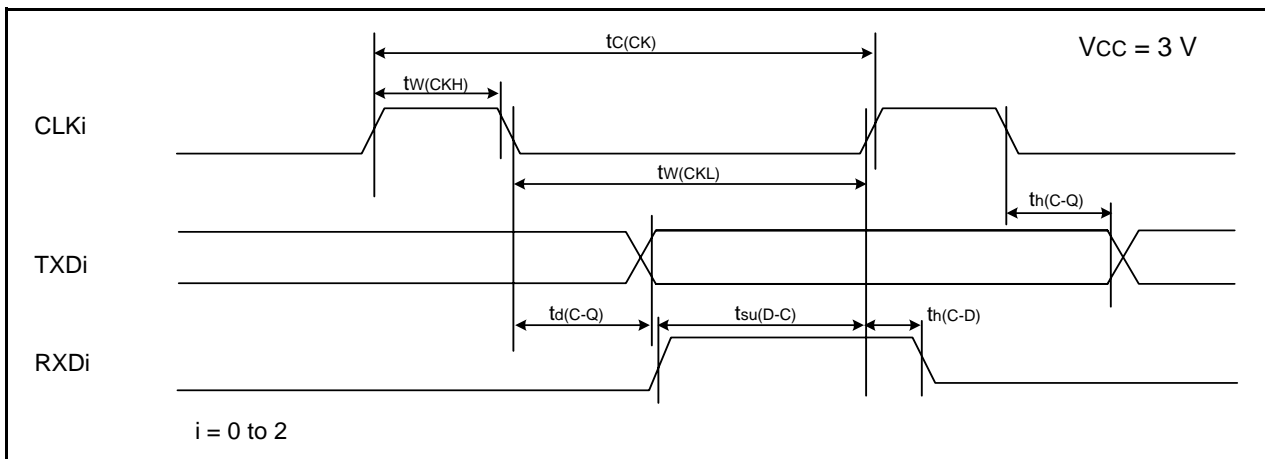 tC(CK)
VCC = 3 V
tW(CKH)
CLKi
tW(CKL)
th(C-Q)
TXDi
td(C-Q)
tsu(D-C)
th(C-D)
RXDi
i = 0 to 2